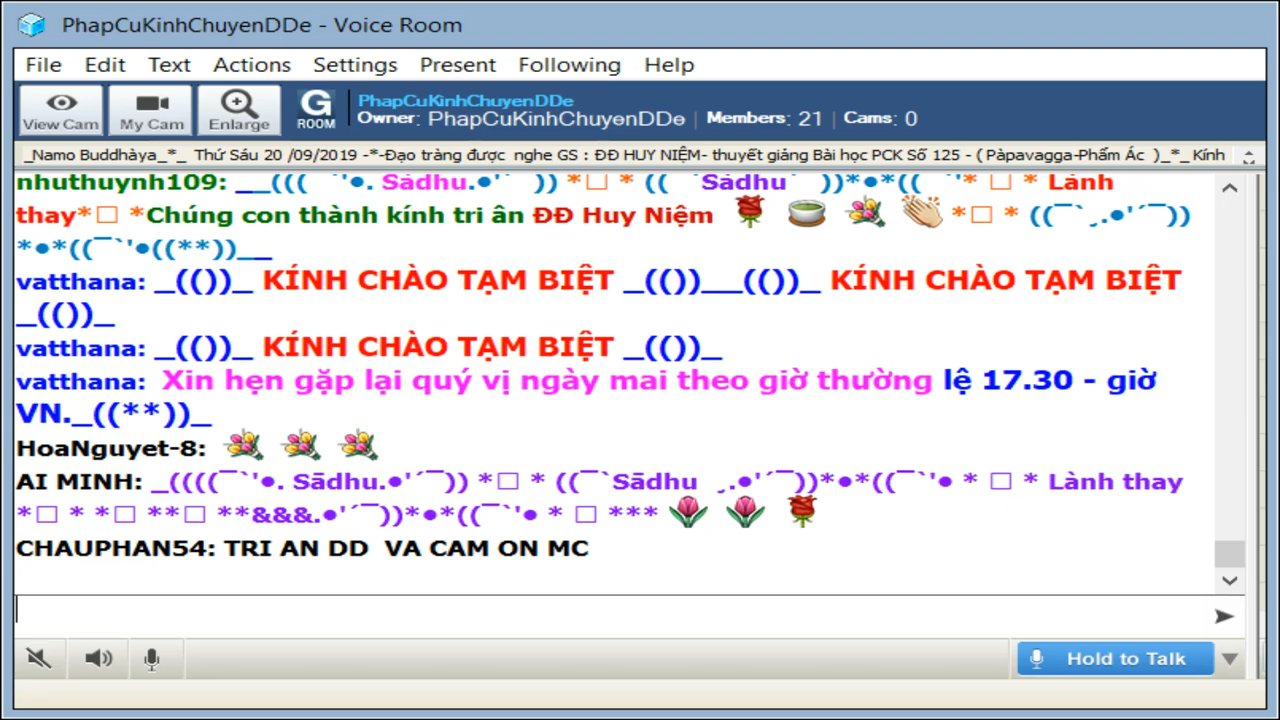 PhapCuKinhChuyenDDe - Voice Room
File Edit Text Actions Settings Present Following Help
View Cam My Cam Enlarge G ROOM
PhapCuKinhChuyenDDe
Owner: PhapCuKinhChuyenDDe | Members: 21 | Cams: 0
_Namo Buddhàya_*_ Thứ Sáu 20 /09/2019 -*-Đạo tràng được nghe GS : ĐĐ HUY NIỆM- thuyết giảng Bài học PCK Số 125 - ( Pàpavagga-Phẩm Ác )_*_ Kính
nhuthuynh109: __((( ¯`'●. Sādhu.●'´¯ )) *□ * (( ¯`Sādhu´¯ ))*●*((¯`'* □ * Lành
thay*□ *Chúng con thành kính tri ân ĐĐ Huy Niệm *□ * ((¯`¸.●'´¯))
*●*((¯`'●((**))__
vatthana: _(())_ KÍNH CHÀO TẠM BIỆT _(())__(())_ KÍNH CHÀO TẠM BIỆT
_(())_
vatthana: _(())_ KÍNH CHÀO TẠM BIỆT _(())_
vatthana: Xin hẹn gặp lại quý vị ngày mai theo giờ thường lệ 17.30 - giờ
VN._((**))_
HoaNguyet-8:
AI MINH: _((((¯`'●. Sādhu.●'´¯)) *□ * ((¯`Sādhu ¸.●'´¯))*●*((¯`'● * □ * Lành thay
*□ * *□ **□ **&&&.●'´¯))*●*((¯`'● * □ ***
CHAUPHAN54: TRI AN DD VA CAM ON MC
Hold to Talk